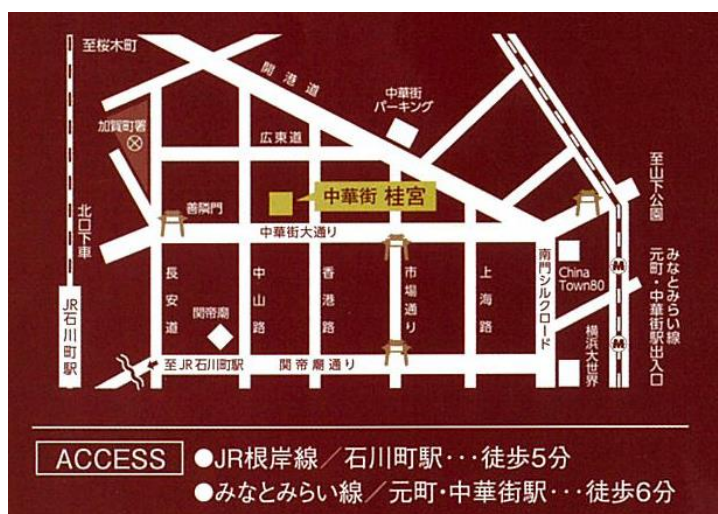 至桜木町
開港道
中華街
パーキング
加賀町署
広東道
中華街 桂宮
至山下公園
善隣門
北口下車
中華街大通り
みなとみらい線
元町・中華街駅出入口
長安道
中山路
香港路
市場通り
上海路
南門シルクロード
China
Town80
M
関帝廟
JR石川町駅
至JR石川町駅
関帝廟通り
横浜大世界
M
ACCESS
●JR根岸線／石川町駅･･･徒歩5分
●みなとみらい線／元町・中華街駅･･･徒歩6分